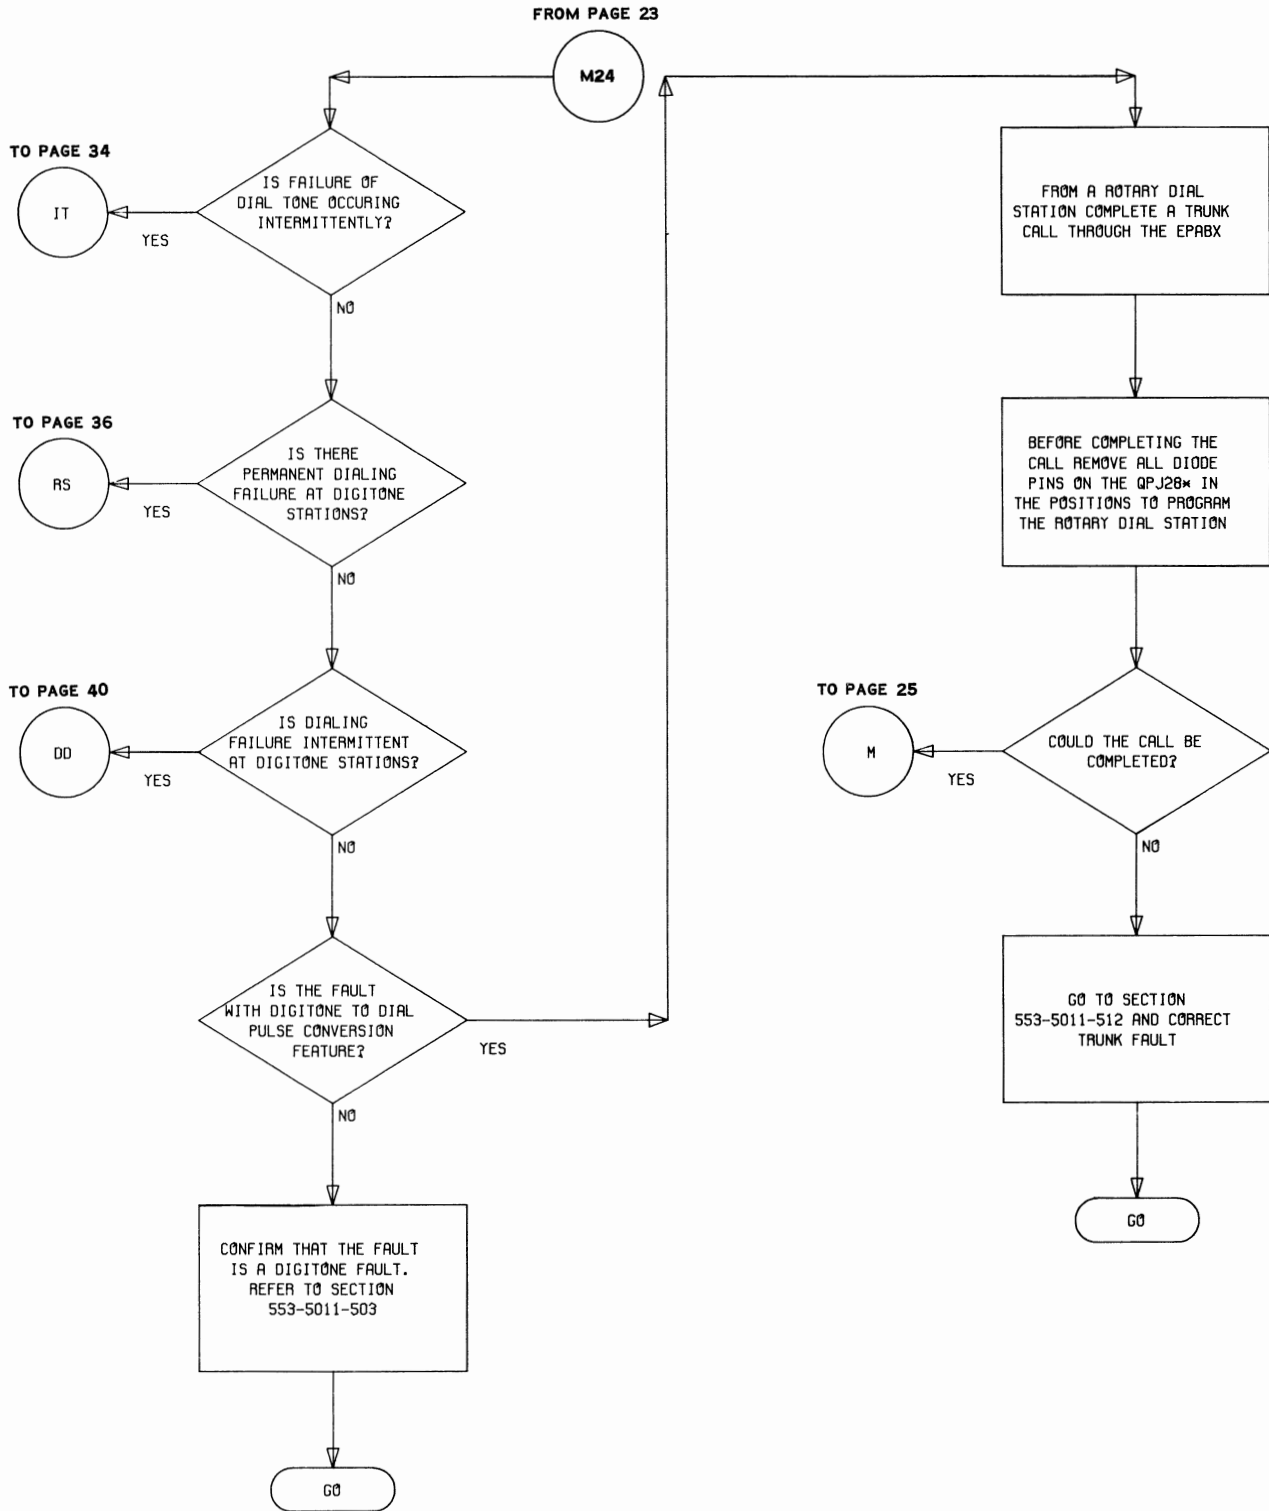 FROM PAGE 23
M24
TO PAGE 34
IT
YES
IS FAILURE OF
DIAL TONE OCCURING
INTERMITTENTLY?
NO
TO PAGE 36
RS
YES
IS THERE
PERMANENT DIALING
FAILURE AT DIGITONE
STATIONS?
NO
TO PAGE 40
DD
YES
IS DIALING
FAILURE INTERMITTENT
AT DIGITONE STATIONS?
NO
IS THE FAULT
WITH DIGITONE TO DIAL
PULSE CONVERSION
FEATURE?
YES
NO
CONFIRM THAT THE FAULT
IS A DIGITONE FAULT.
REFER TO SECTION
553-5011-503
GO
FROM A ROTARY DIAL
STATION COMPLETE A TRUNK
CALL THROUGH THE EPABX
BEFORE COMPLETING THE
CALL REMOVE ALL DIODE
PINS ON THE QPJ28* IN
THE POSITIONS TO PROGRAM
THE ROTARY DIAL STATION
TO PAGE 25
M
YES
COULD THE CALL BE
COMPLETED?
NO
GO TO SECTION
553-5011-512 AND CORRECT
TRUNK FAULT
GO